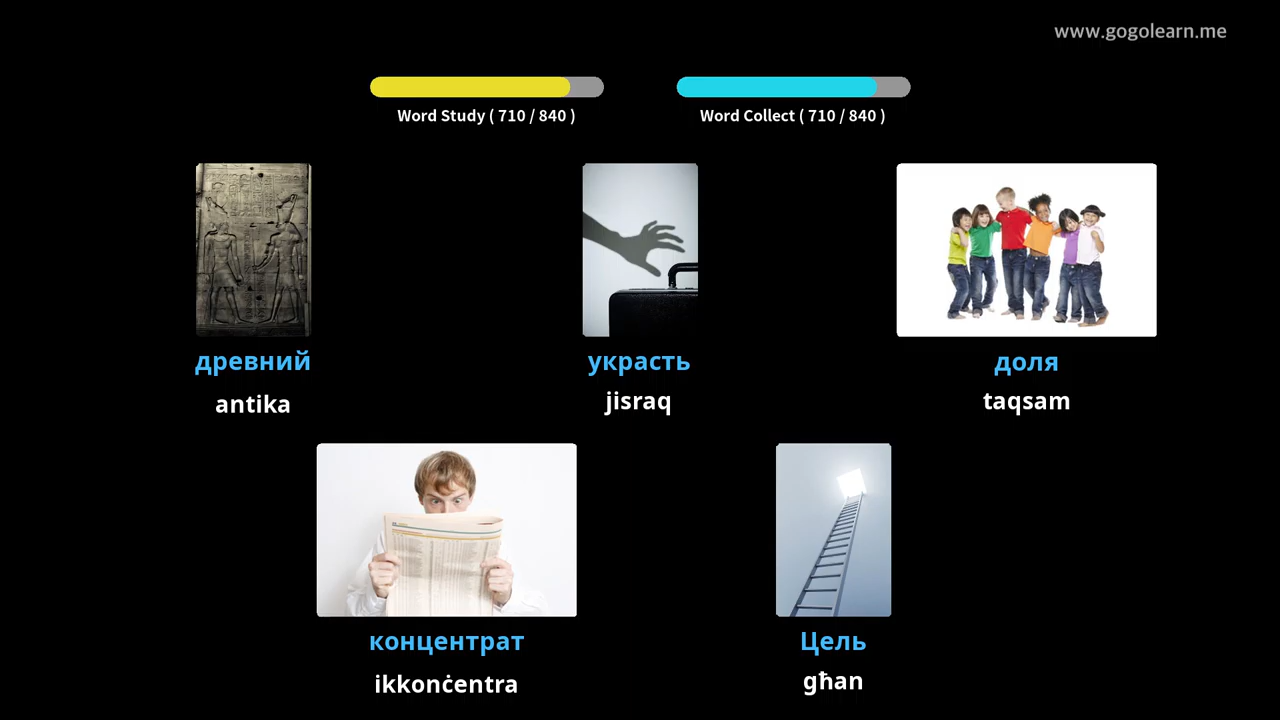 www.gogolearn.me
Word Study ( 710 / 840 )
Word Collect ( 710 / 840 )
древний
antika
украсть
jisraq
доля
taqsam
концентрат
ikkonċentra
Цель
għan